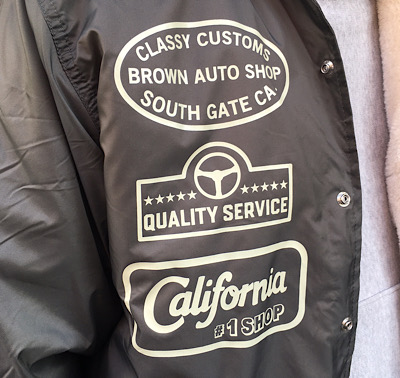 CLASSY CUSTOMS
BROWN AUTO SHOP
SOUTH GATE CA.
QUALITY SERVICE
California
#1 SHOP